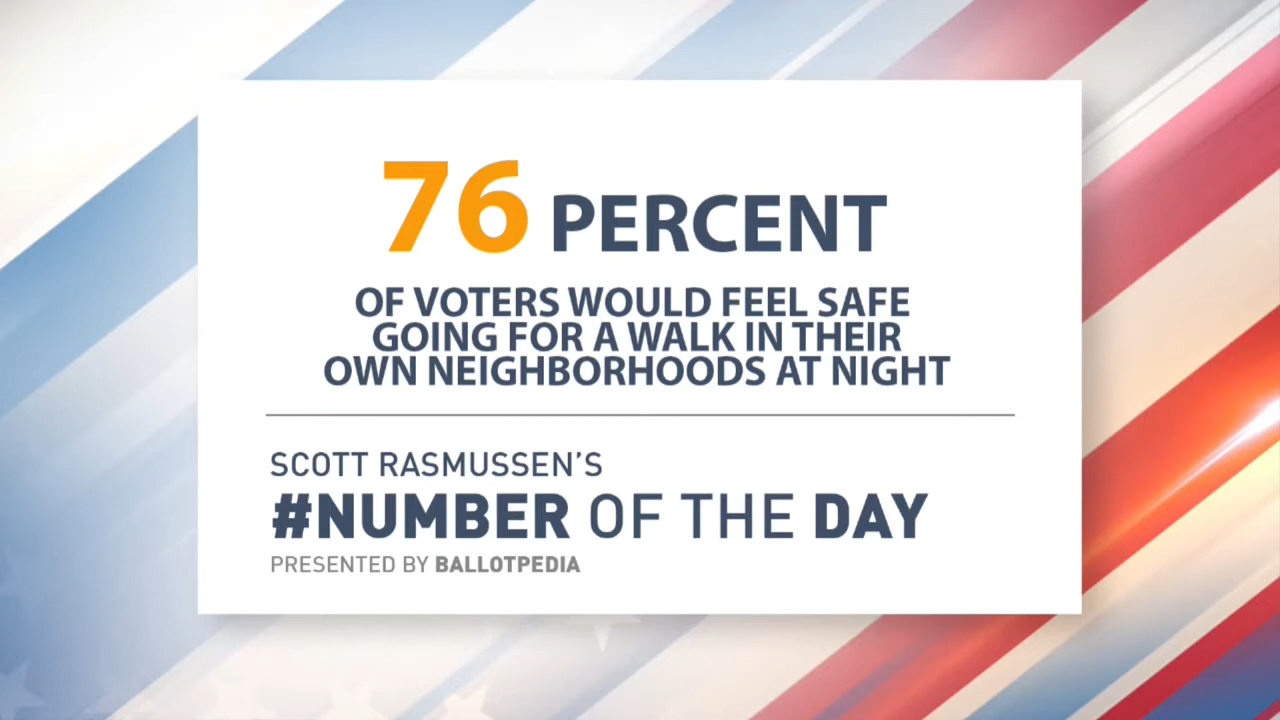 76 PERCENT
OF VOTERS WOULD FEEL SAFE
GOING FOR A WALK IN THEIR
OWN NEIGHBORHOODS AT NIGHT
SCOTT RASMUSSEN'S
#NUMBER OF THE DAY
PRESENTED BY BALLOTPEDIA